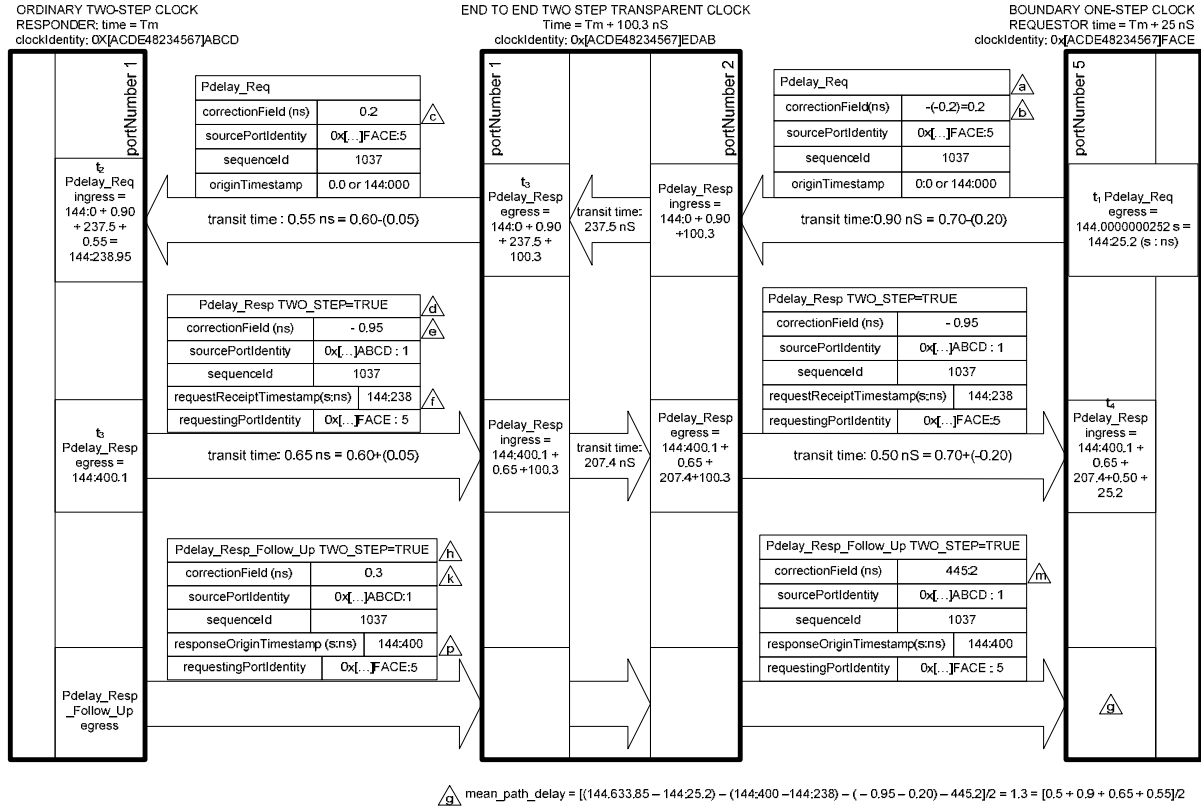 ORDINARY TWO-STEP CLOCK
RESPONDER: time = Tm
clockIdentity: 0X[ACDE48234567]ABCD
END TO END TWO STEP TRANSPARENT CLOCK
Time = Tm + 100.3 nS
clockIdentity: 0x[ACDE48234567]EDAB
BOUNDARY ONE-STEP CLOCK
REQUESTOR time = Tm + 25 nS
clockIdentity: 0x[ACDE48234567]FACE
portNumber 1
portNumber 1
portNumber 2
portNumber 5
Pdelay_Req
correctionField (ns) 0.2
c
sourcePortIdentity 0x[...]FACE:5
sequenceId 1037
originTimestamp 0:0 or 144:000
transit time : 0.55 ns = 0.60-(0.05)
Pdelay_Req
a
correctionField(ns) -(-0.2)=0.2
b
sourcePortIdentity 0x[...]FACE:5
sequenceId 1037
originTimestamp 0:0 or 144:000
transit time:0.90 nS = 0.70-(0.20)
t2
Pdelay_Req
ingress =
144:0 + 0.90
+ 237.5 +
0.55 =
144:238.95
t3
Pdelay_Resp
egress =
144:0 + 0.90
+ 237.5 +
100.3
transit time:
237.5 nS
Pdelay_Resp
ingress =
144:0 + 0.90
+100.3
t1 Pdelay_Req
egress =
144.0000000252 s =
144:25.2 (s : ns)
Pdelay_Resp TWO_STEP=TRUE
d
correctionField (ns) - 0.95
e
sourcePortIdentity 0x[...]ABCD : 1
sequenceId 1037
requestReceiptTimestamp(s:ns) 144:238
f
requestingPortIdentity 0x[...]FACE : 5
transit time: 0.65 ns = 0.60+(0.05)
Pdelay_Resp TWO_STEP=TRUE
correctionField (ns) - 0.95
sourcePortIdentity 0x[...]ABCD : 1
sequenceId 1037
requestReceiptTimestamp(s:ns) 144:238
requestingPortIdentity 0x[...]FACE:5
transit time: 0.50 nS = 0.70+(-0.20)
t3
Pdelay_Resp
egress =
144:400.1
Pdelay_Resp
ingress =
144:400.1 +
0.65 +100.3
transit time:
207.4 nS
Pdelay_Resp
egress =
144:400.1 +
0.65 +
207.4+100.3
t4
Pdelay_Resp
ingress =
144:400.1
+
0.65 +
207.4+0.50 +
25.2
Pdelay_Resp_Follow_Up TWO_STEP=TRUE
h
correctionField (ns) 0.3
k
sourcePortIdentity 0x[...]ABCD:1
sequenceId 1037
responseOriginTimestamp (s:ns) 144:400
p
requestingPortIdentity 0x[...]FACE:5
Pdelay_Resp_Follow_Up TWO_STEP=TRUE
correctionField (ns) 445:2
m
sourcePortIdentity 0x[...]ABCD : 1
sequenceId 1037
responseOriginTimestamp (s:ns) 144:400
requestingPortIdentity 0x[...]FACE : 5
Pdelay_Resp
_Follow_Up
egress
g
g mean_path_delay = [(144.633.85 – 144:25.2) – (144:400 –144;238) – ( – 0.95 – 0.20) – 445.2]/2 = 1.3 = [0.5 + 0.9 + 0.65 + 0.55]/2